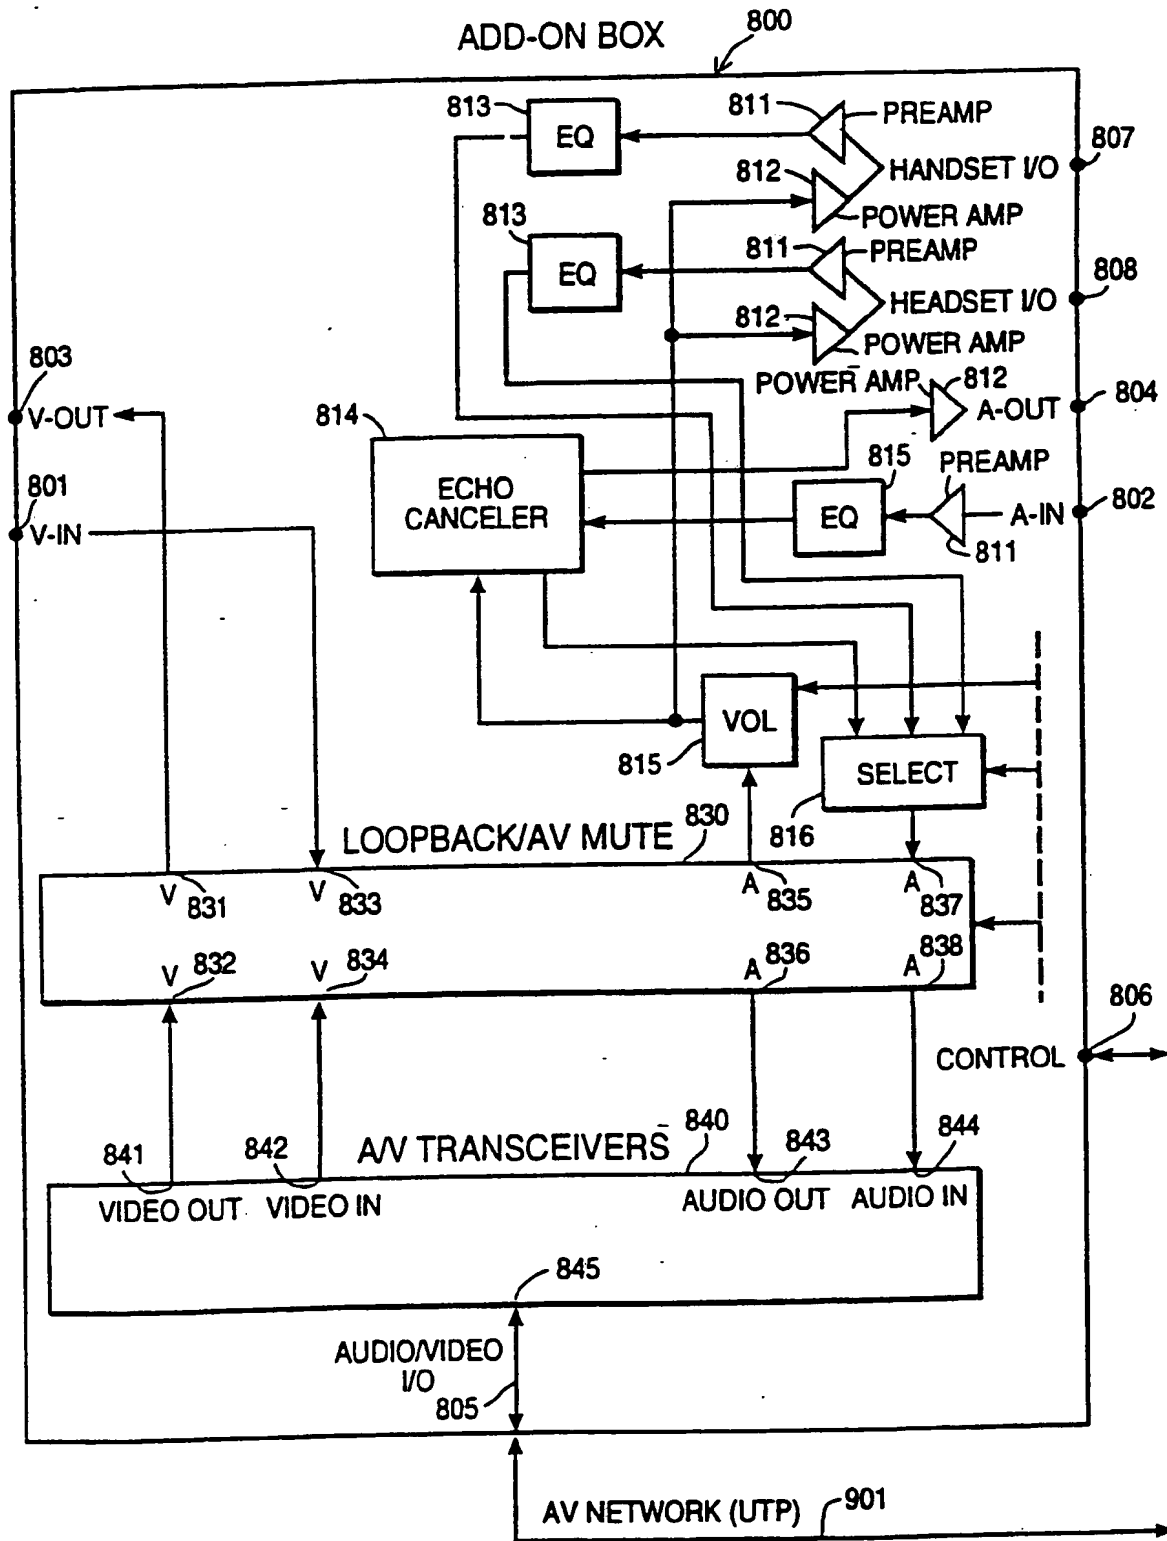 ADD-ON BOX
800
813
EQ
811
PREAMP
807
HANDSET I/O
812
POWER AMP
813
EQ
811
PREAMP
808
HEADSET I/O
812
POWER AMP
POWER AMP
812
A-OUT
804
803
V-OUT
814
ECHO
CANCELER
815
EQ
PREAMP
811
A-IN
802
801
V-IN
VOL
815
SELECT
816
LOOPBACK/AV MUTE
830
V
831
V
833
A
835
A
837
V
832
V
834
A
836
A
838
806
CONTROL
841
842
A/V TRANSCEIVERS
840
843
844
VIDEO OUT
VIDEO IN
AUDIO OUT
AUDIO IN
845
AUDIO/VIDEO
I/O
805
AV NETWORK (UTP)
901